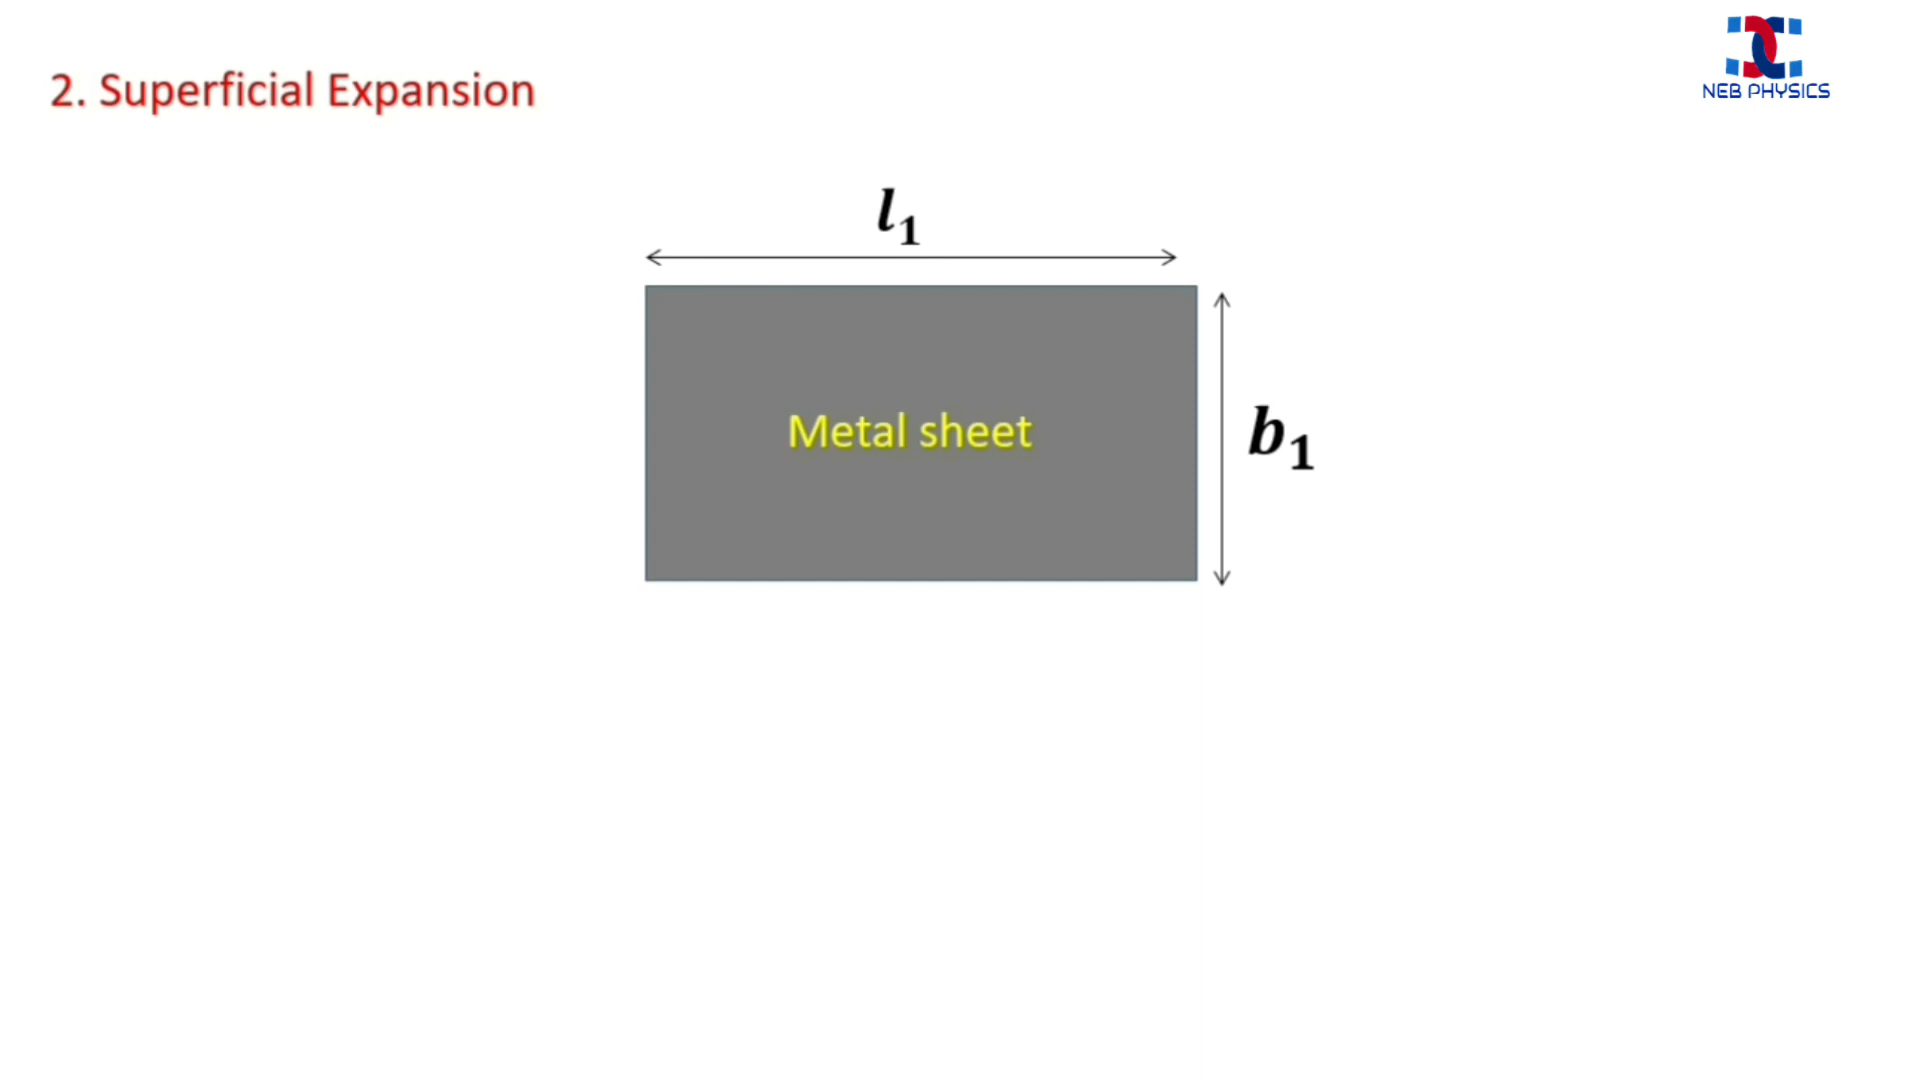 NEB PHYSICS
2. Superficial Expansion
l₁
Metal sheet
b₁